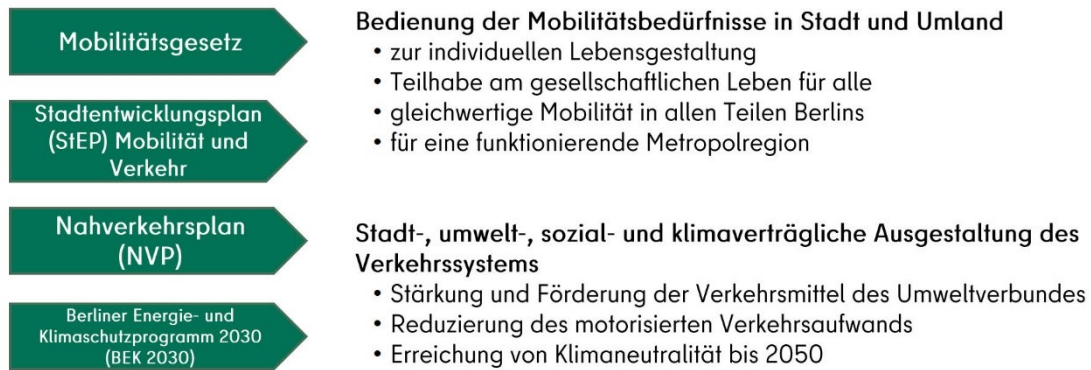 Mobilitätsgesetz
Stadtentwicklungsplan
(StEP) Mobilität und
Verkehr
Nahverkehrsplan
(NVP)
Berliner Energie- und
Klimaschutzprogramm 2030
(BEK 2030)
Bedienung der Mobilitätsbedürfnisse in Stadt und Umland
• zur individuellen Lebensgestaltung
• Teilhabe am gesellschaftlichen Leben für alle
• gleichwertige Mobilität in allen Teilen Berlins
• für eine funktionierende Metropolregion
Stadt-, umwelt-, sozial- und klimaverträgliche Ausgestaltung des
Verkehrssystems
• Stärkung und Förderung der Verkehrsmittel des Umweltverbundes
• Reduzierung des motorisierten Verkehrsaufwands
• Erreichung von Klimaneutralität bis 2050